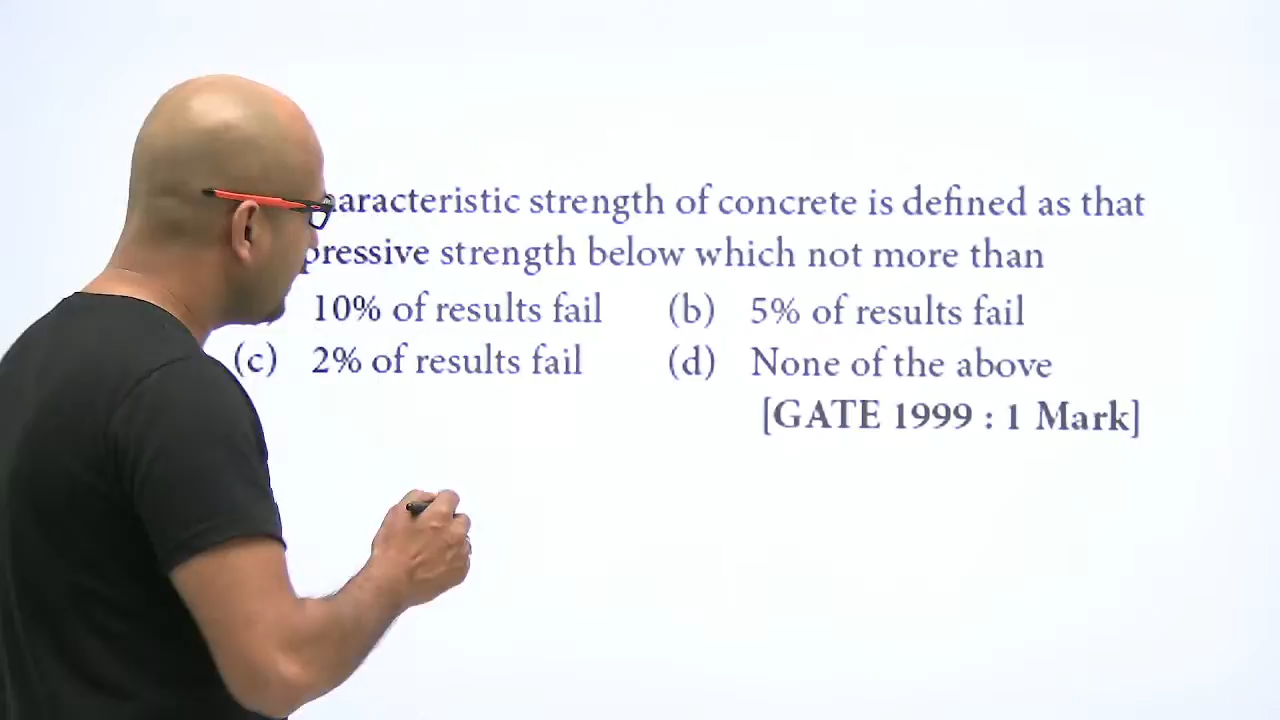 haracteristic strength of concrete is defined as that
pressive strength below which not more than
10% of results fail (b) 5% of results fail
(c) 2% of results fail (d) None of the above
[GATE 1999 : 1 Mark]